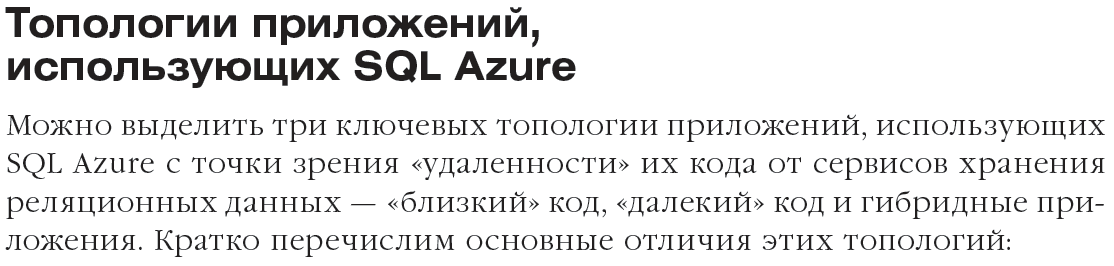 Топологии приложений,
использующих SQL Azure
Можно выделить три ключевых топологии приложений, использующих
SQL Azure с точки зрения «удаленности» их кода от сервисов хранения
реляционных данных — «близкий» код, «далекий» код и гибридные при-
ложения. Кратко перечислим основные отличия этих топологий: